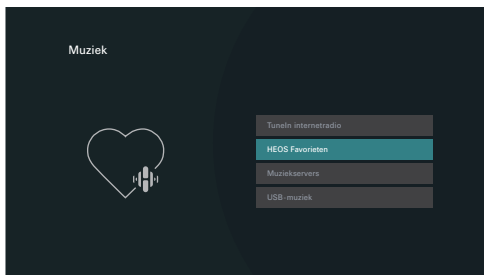 Muziek
TuneIn internetradio
HEOS Favorieten
Muziekservers
USB-muziek